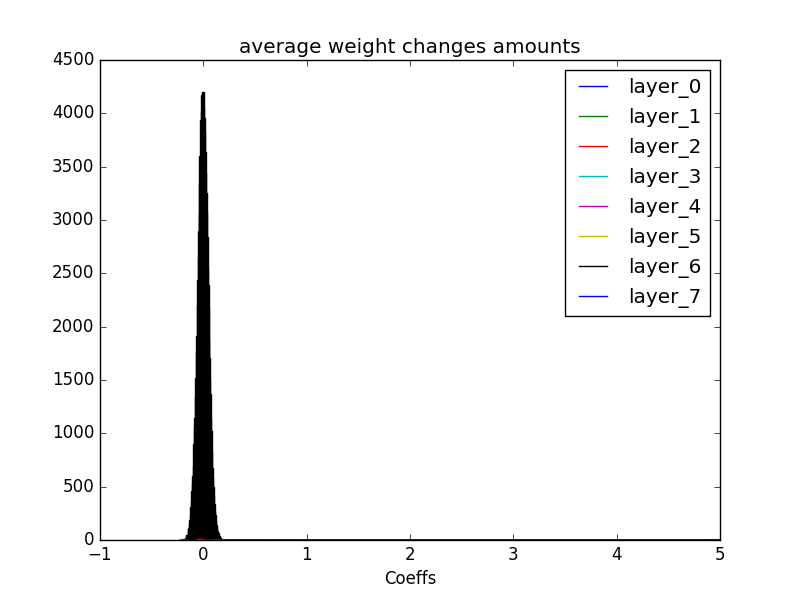 average weight changes amounts
4500
4000
3500
3000
2500
2000
1500
1000
500
0
−1
0
1
2
3
4
5
Coeffs
layer_0
layer_1
layer_2
layer_3
layer_4
layer_5
layer_6
layer_7